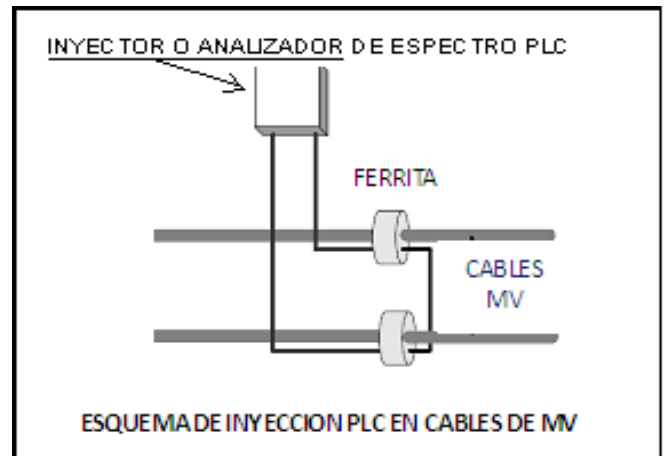 INYECTOR O ANALIZADOR DE ESPECTRO PLC
FERRITA
CABLES
MV
ESQUEMA DE INYECCION PLC EN CABLES DE MV